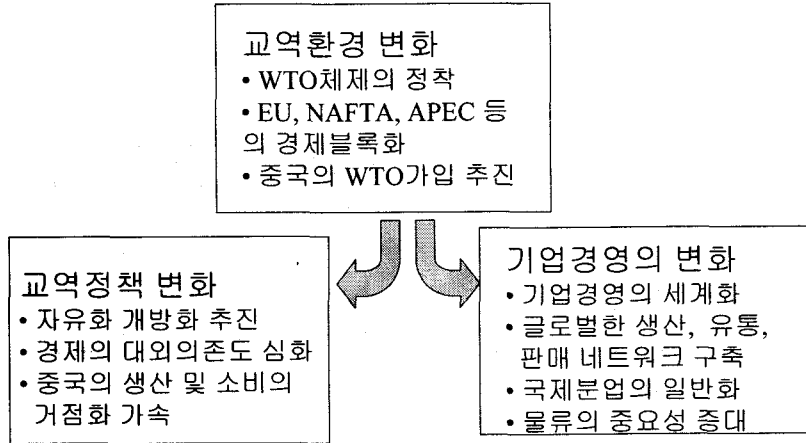 교역환경 변화
• WTO체제의 정착
• EU, NAFTA, APEC 등
의 경제블록화
• 중국의 WTO가입 추진
교역정책 변화
• 자유화 개방화 추진
• 경제의 대외의존도 심화
• 중국의 생산 및 소비의
거점화 가속
기업경영의 변화
• 기업경영의 세계화
• 글로벌한 생산, 유통,
판매 네트워크 구축
• 국제분업의 일반화
• 물류의 중요성 증대